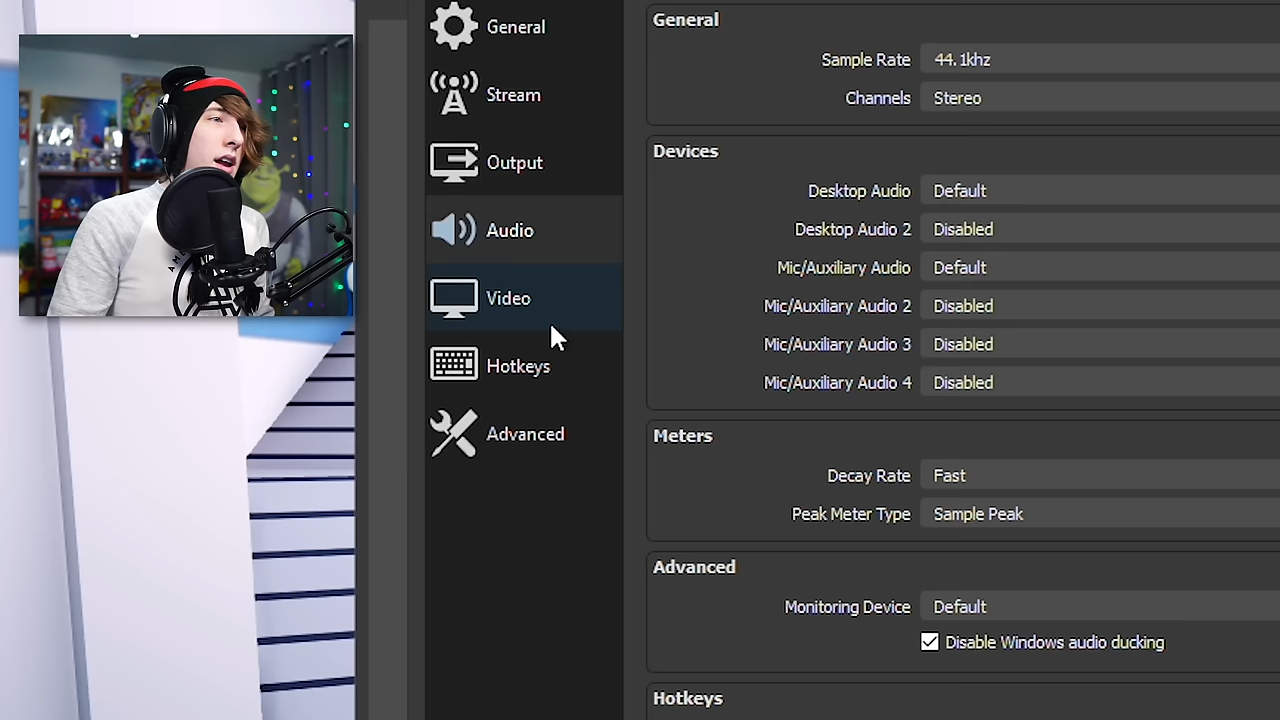 General
Stream
Output
Audio
Video
Hotkeys
Advanced
General
Sample Rate 44.1khz
Channels Stereo
Devices
Desktop Audio Default
Desktop Audio 2 Disabled
Mic/Auxiliary Audio Default
Mic/Auxiliary Audio 2 Disabled
Mic/Auxiliary Audio 3 Disabled
Mic/Auxiliary Audio 4 Disabled
Meters
Decay Rate Fast
Peak Meter Type Sample Peak
Advanced
Monitoring Device Default
Disable Windows audio ducking
Hotkeys